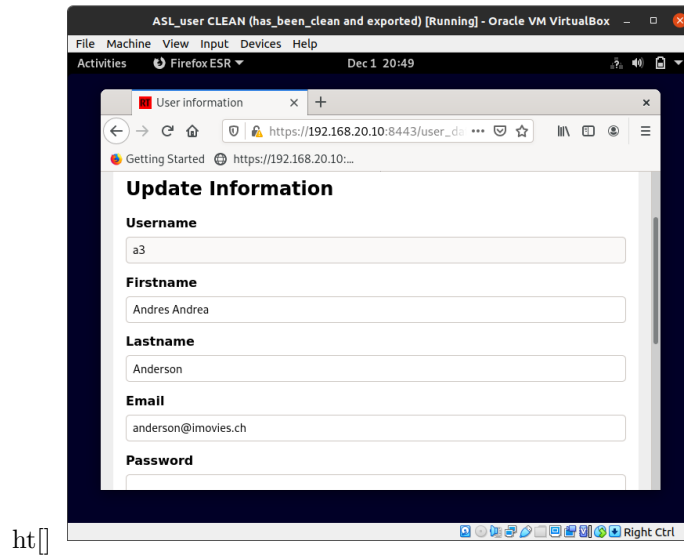 ASL_user CLEAN (has_been_clean and exported) [Running] - Oracle VM VirtualBox
File Machine View Input Devices Help
Activities Firefox ESR Dec 1 20:49
RT User information
https://192.168.20.10:8443/user_da
Getting Started https://192.168.20.10:...
Update Information
Username
a3
Firstname
Andres Andrea
Lastname
Anderson
Email
anderson@imovies.ch
Password
Right Ctrl
ht[]